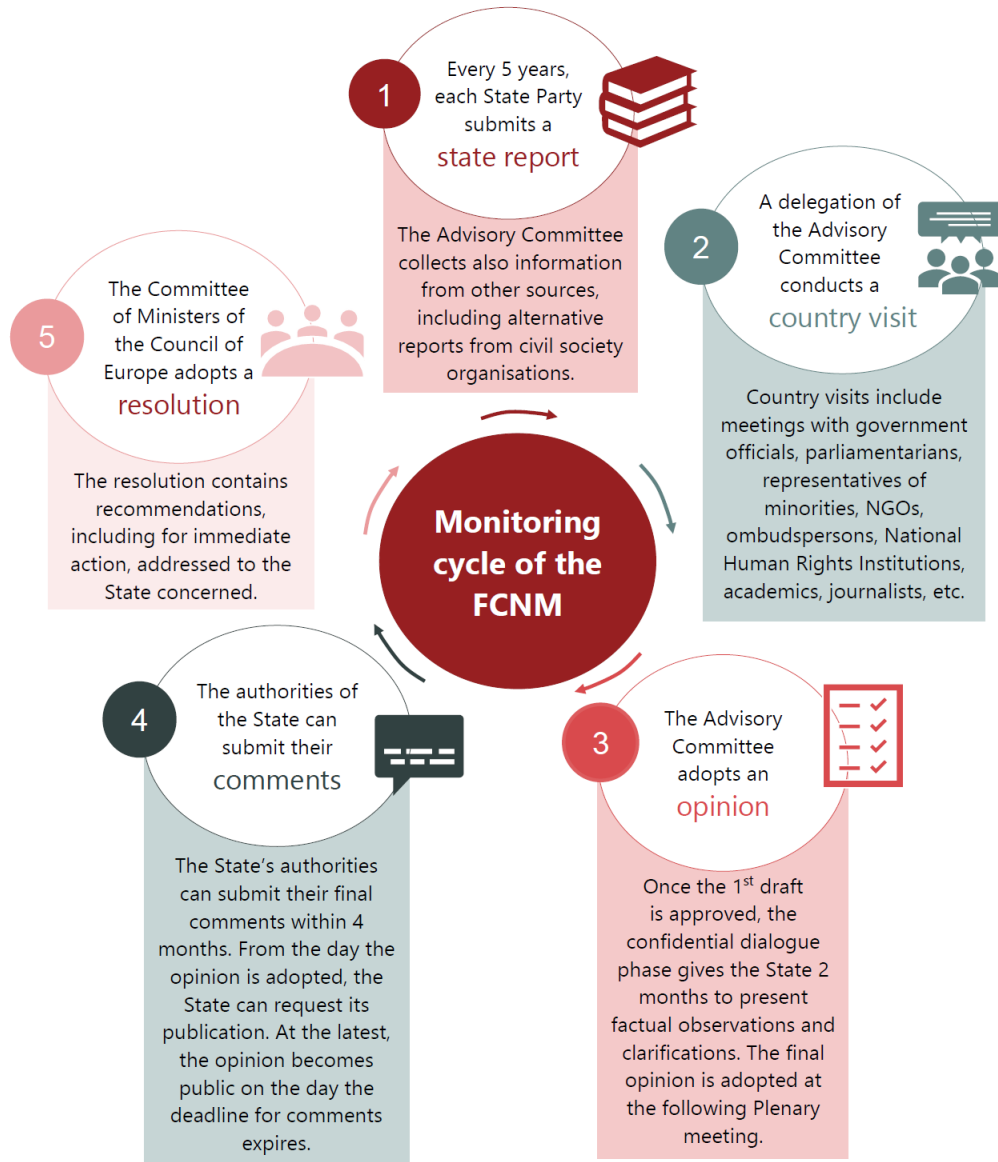 1
Every 5 years,
each State Party
submits a
state report
The Advisory Committee
collects also information
from other sources,
including alternative
reports from civil society
organisations.
2
A delegation of
the Advisory
Committee
conducts a
country visit
Country visits include
meetings with government
officials, parliamentarians,
representatives of
minorities, NGOs,
ombudspersons, National
Human Rights Institutions,
academics, journalists, etc.
3
The Advisory
Committee
adopts an
opinion
Once the 1st draft
is approved, the
confidential dialogue
phase gives the State 2
months to present
factual observations and
clarifications. The final
opinion is adopted at
the following Plenary
meeting.
4
The authorities of
the State can
submit their
comments
The State’s authorities
can submit their final
comments within 4
months. From the day the
opinion is adopted, the
State can request its
publication. At the latest,
the opinion becomes
public on the day the
deadline for comments
expires.
5
The Committee
of Ministers of
the Council of
Europe adopts a
resolution
The resolution contains
recommendations,
including for immediate
action, addressed to the
State concerned.
Monitoring
cycle of the
FCNM